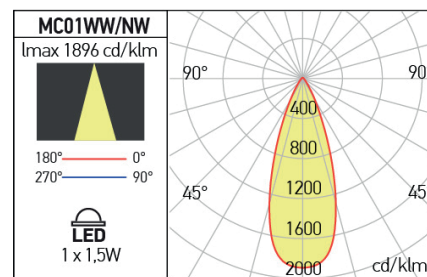 MC01WW/NW
Imax 1896 cd/klm
180° 0°
270° 90°
LED
1 x 1,5W
90° 90
400
800
45° 1200 45
1600
2000 cd/klm